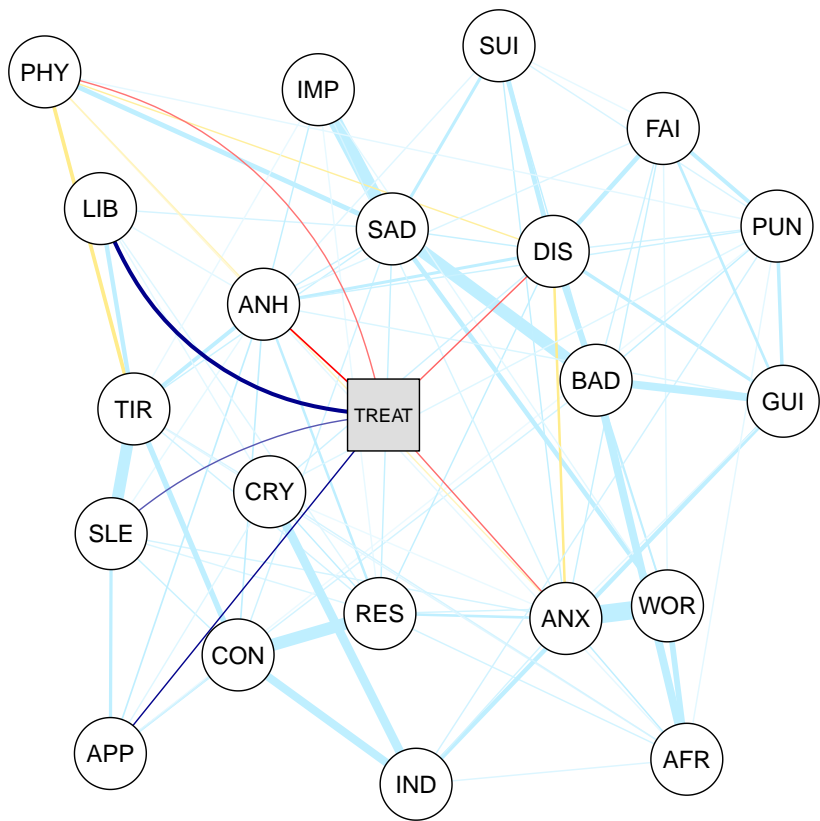 SUI
PHY
IMP
FAI
LIB
SAD
PUN
DIS
ANH
BAD
TIR
TREAT
GUI
CRY
SLE
WOR
RES
ANX
CON
APP
AFR
IND